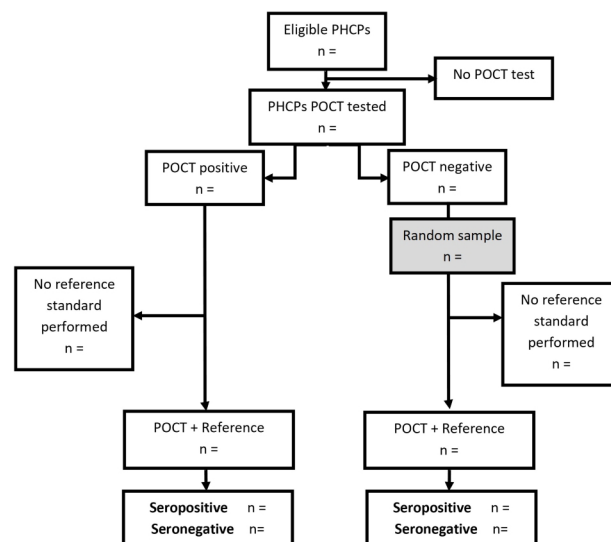 Eligible PHCPs
n =
No POCT test
PHCPs POCT tested
n =
POCT positive
n =
POCT negative
n =
Random sample
n =
No reference
standard
performed
n =
No reference
standard
performed
n =
POCT + Reference
n =
POCT + Reference
n =
Seropositive n =
Seronegative n=
Seropositive n =
Seronegative n=